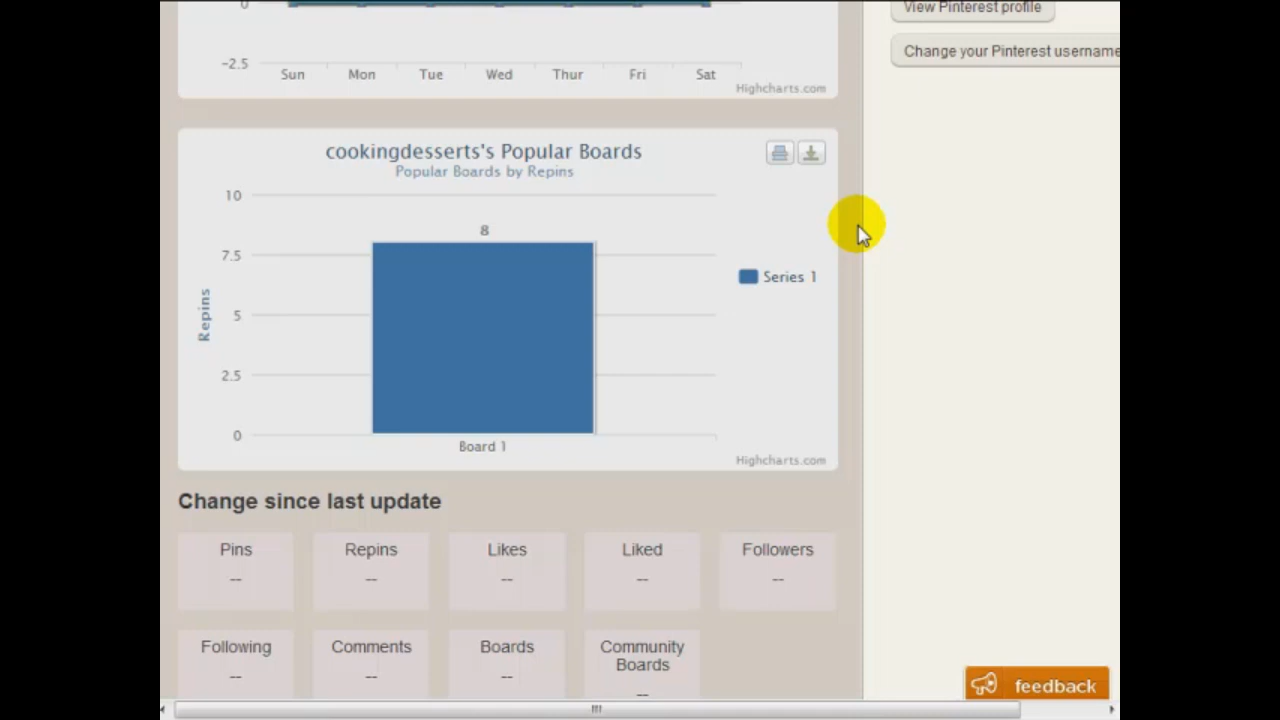 View Pinterest profile
Change your Pinterest username
0
-2.5
Sun Mon Tue Wed Thur Fri Sat
Highcharts.com
cookingdesserts's Popular Boards
Popular Boards by Repins
10
8
7.5
Series 1
Repins
5
2.5
0
Board 1
Highcharts.com
Change since last update
Pins Repins Likes Liked Followers
-- -- -- -- --
Following Comments Boards Community
Boards
-- -- -- --
feedback